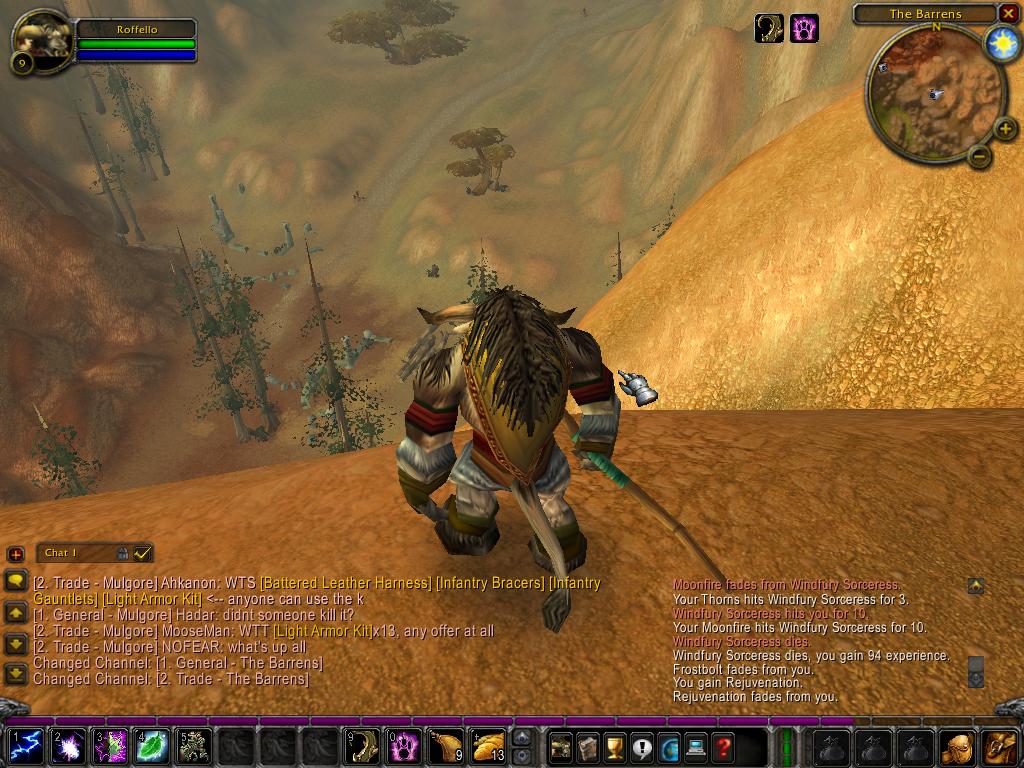 Roffello
9
The Barrens
N
Chat 1
[2. Trade - Mulgore] Ahkanon: WTS [Battered Leather Harness] [Infantry Bracers] [Infantry
Gauntlets] [Light Armor Kit] <-- anyone can use the k
[1. General - Mulgore] Hadar: didnt someone kill it?
[2. Trade - Mulgore] MooseMan: WTT [Light Armor Kit]x13, any offer at all
[2. Trade - Mulgore] NOFEAR: what's up all
Changed Channel: [1. General - The Barrens]
Changed Channel: [2. Trade - The Barrens]
Moonfire fades from Windfury Sorceress.
Your Thorns hits Windfury Sorceress for 3.
Windfury Sorceress hits you for 10.
Your Moonfire hits Windfury Sorceress for 10.
Windfury Sorceress dies.
Windfury Sorceress dies, you gain 94 experience.
Frostbolt fades from you.
You gain Rejuvenation.
Rejuvenation fades from you.
1 2 3 4 5 9 0 - 9 = 13